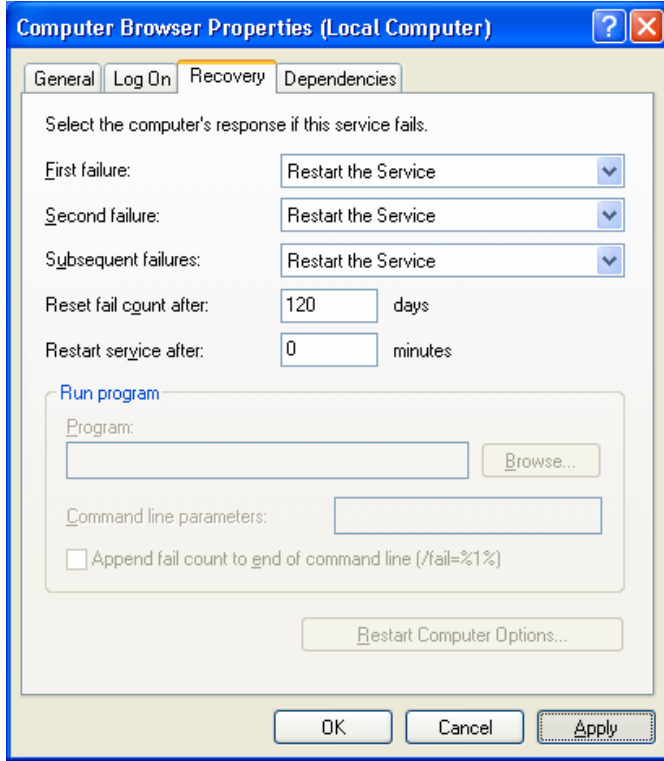 Computer Browser Properties (Local Computer)
General Log On Recovery Dependencies
Select the computer's response if this service fails.
First failure: Restart the Service
Second failure: Restart the Service
Subsequent failures: Restart the Service
Reset fail count after: 120 days
Restart service after: 0 minutes
Run program
Program:
Browse...
Command line parameters:
Append fail count to end of command line (/fail=%1%)
Restart Computer Options...
OK Cancel Apply